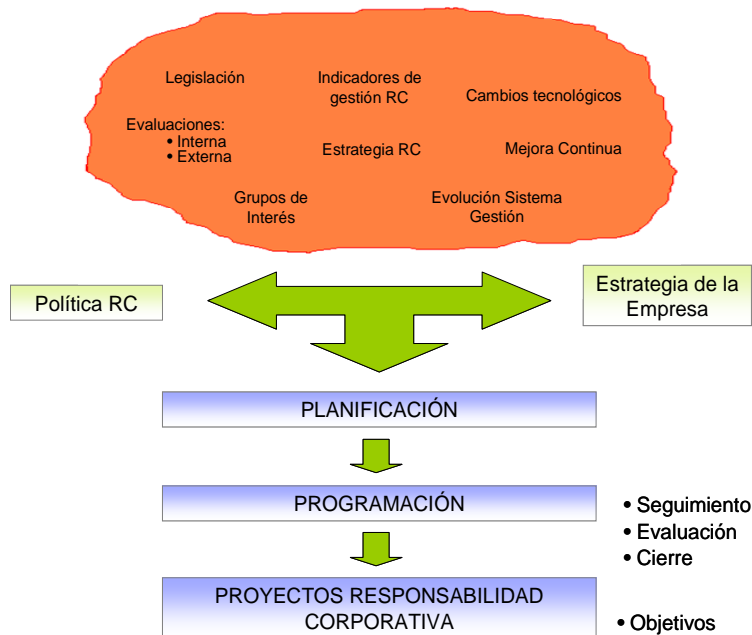 Legislación
Indicadores de
gestión RC
Cambios tecnológicos
Evaluaciones:
• Interna
• Externa
Estrategia RC
Mejora Continua
Grupos de
Interés
Evolución Sistema
Gestión
Política RC
Estrategia de la
Empresa
PLANIFICACIÓN
PROGRAMACIÓN
• Seguimiento
• Evaluación
• Cierre
PROYECTOS RESPONSABILIDAD
CORPORATIVA
• Objetivos